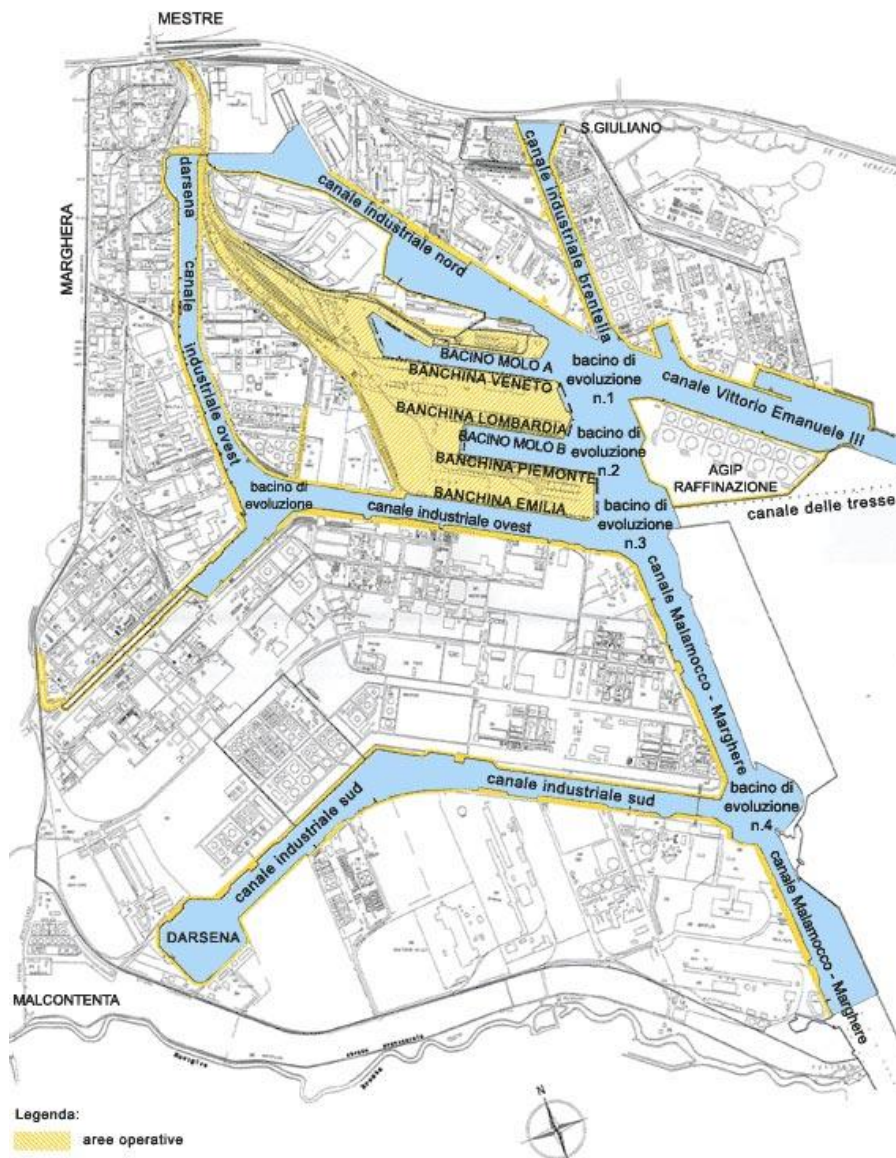 MESTRE
S.GIULIANO
MARGHERA
darsena
canale
industriale ovest
canale industriale nord
canale industriale brentella
BACINO MOLO A
BANCHINA VENETO
BANCHINA LOMBARDIA
BACINO MOLO B
BANCHINA PIEMONTE
BANCHINA EMILIA
bacino di
evoluzione
n.1
canale Vittorio Emanuele III
bacino di
evoluzione
n.2
AGIP
RAFFINAZIONE
canale delle tresse
bacino di
evoluzione
n.3
bacino di
evoluzione
canale industriale ovest
canale Malamocco - Marghere
canale industriale sud
canale industriale sud
bacino di
evoluzione
n.4
canale Malamocco - Marghere
DARSENA
MALCONTENTA
N
Legenda:
aree operative